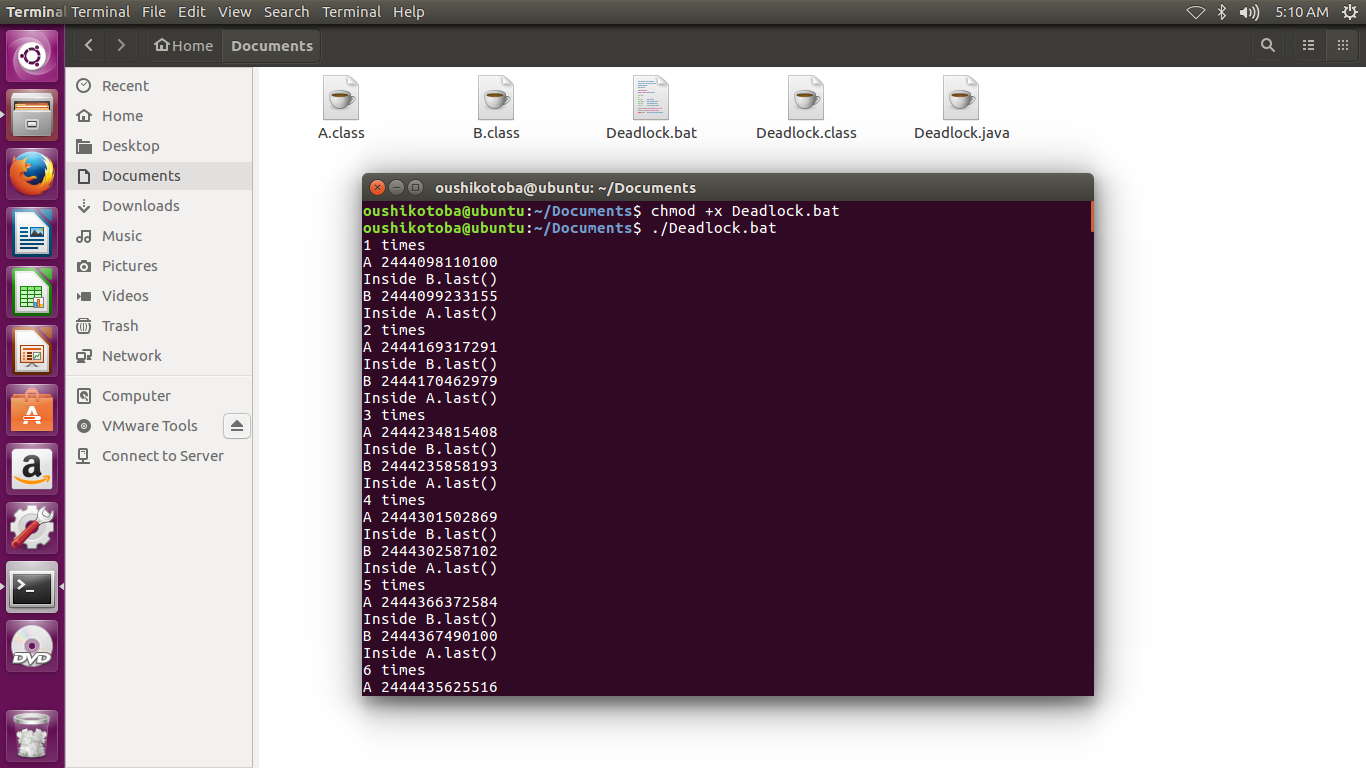 Terminal Terminal File Edit View Search Terminal Help 5:10 AM
Home Documents
Recent
Home
Desktop
Documents
Downloads
Music
Pictures
Videos
Trash
Network
Computer
VMware Tools
Connect to Server
A.class B.class Deadlock.bat Deadlock.class Deadlock.java
oushikotoba@ubuntu: ~/Documents
oushikotoba@ubuntu:~/Documents$ chmod +x Deadlock.bat
oushikotoba@ubuntu:~/Documents$ ./Deadlock.bat
1 times
A 2444098110100
Inside B.last()
B 2444099233155
Inside A.last()
2 times
A 2444169317291
Inside B.last()
B 2444170462979
Inside A.last()
3 times
A 2444234815408
Inside B.last()
B 2444235858193
Inside A.last()
4 times
A 2444301502869
Inside B.last()
B 2444302587102
Inside A.last()
5 times
A 2444366372584
Inside B.last()
B 2444367490100
Inside A.last()
6 times
A 2444435625516
a
>_
DVD